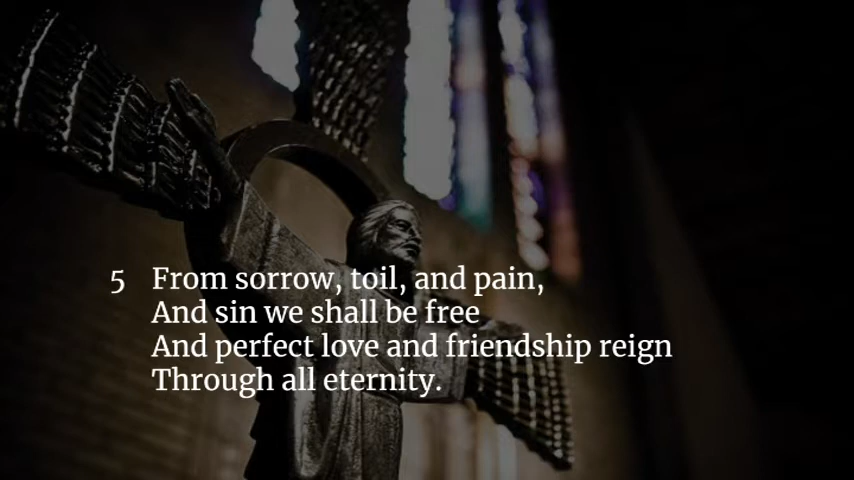 5 From sorrow, toil, and pain,
And sin we shall be free
And perfect love and friendship reign
Through all eternity.